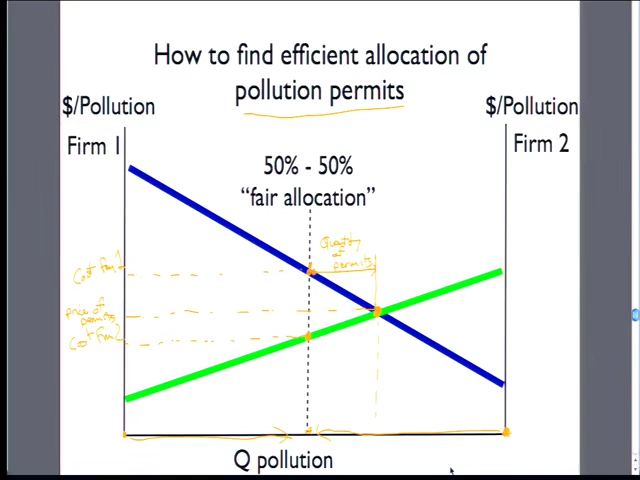 How to find efficient allocation of
pollution permits
$/Pollution
$/Pollution
Firm 1
Firm 2
50% - 50%
"fair allocation"
Quantity
of
permits
Cost firm 1
price of
permits
Cost firm 2
Q pollution